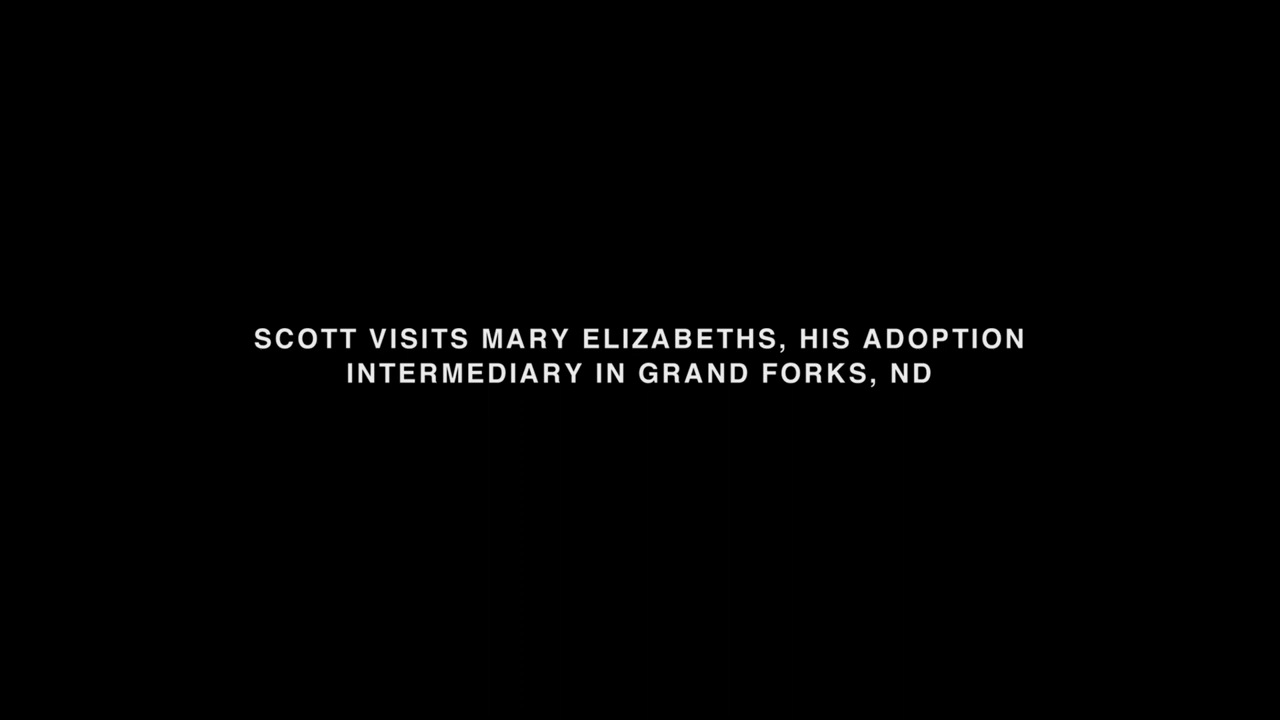 SCOTT VISITS MARY ELIZABETHS, HIS ADOPTION
INTERMEDIARY IN GRAND FORKS, ND